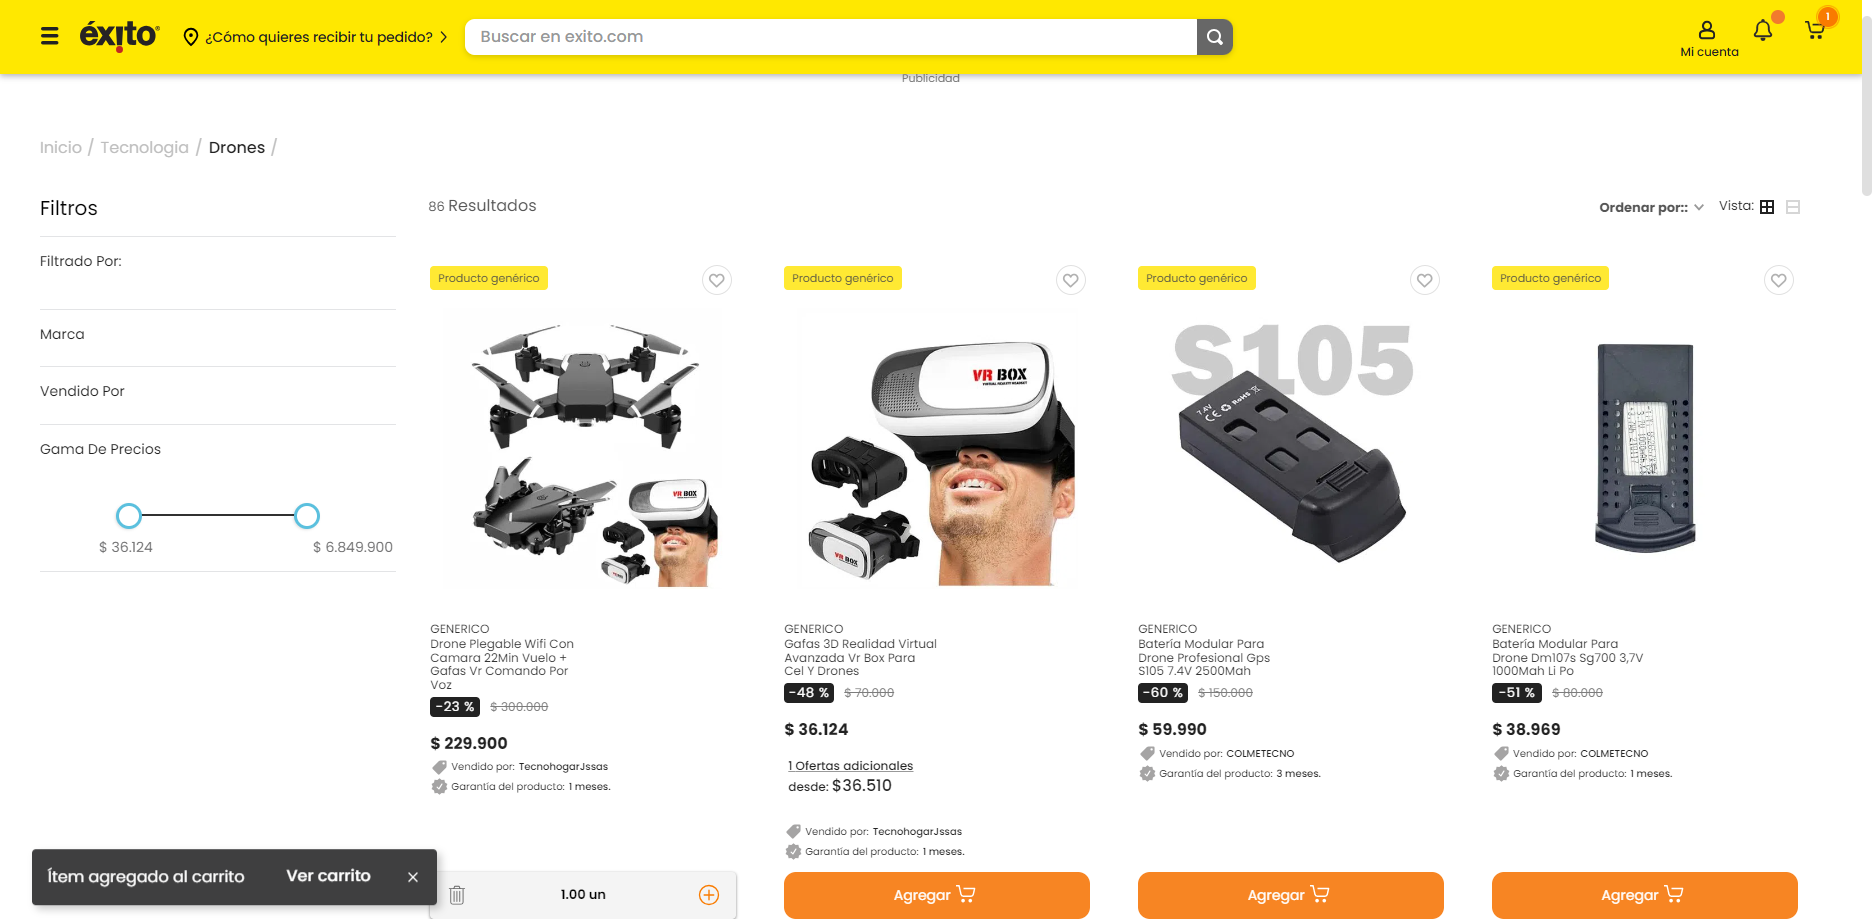 éxito
¿Cómo quieres recibir tu pedido?
Buscar en exito.com
Mi cuenta
1
Publicidad
Inicio / Tecnologia / Drones /
Filtros
Filtrado Por:
Marca
Vendido Por
Gama De Precios
$ 36.124
$ 6.849.900
86 Resultados
Ordenar por::
Vista:
Producto genérico
GENERICO
Drone Plegable Wifi Con
Camara 22Min Vuelo +
Gafas Vr Comando Por
Voz
-23 % $ 300.000
$ 229.900
Vendido por: TecnohogarJssas
Garantía del producto: 1 meses.
1.00 un
Producto genérico
VR BOX
GENERICO
Gafas 3D Realidad Virtual
Avanzada Vr Box Para
Cel Y Drones
-48 % $ 70.000
$ 36.124
1 Ofertas adicionales
desde: $36.510
Vendido por: TecnohogarJssas
Garantía del producto: 1 meses.
Agregar
Producto genérico
S105
7.4V
CE RoHS
GENERICO
Batería Modular Para
Drone Profesional Gps
S105 7.4V 2500Mah
-60 % $ 150.000
$ 59.990
Vendido por: COLMETECNO
Garantía del producto: 3 meses.
Agregar
Producto genérico
GENERICO
Batería Modular Para
Drone Dm107s Sg700 3,7V
1000Mah Li Po
-51 % $ 80.000
$ 38.969
Vendido por: COLMETECNO
Garantía del producto: 1 meses.
Agregar
Ítem agregado al carrito
Ver carrito